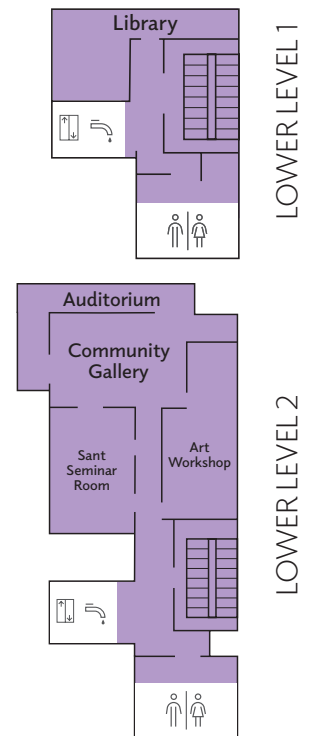 Library
LOWER LEVEL 1
Auditorium
Community
Gallery
Sant
Seminar
Room
Art
Workshop
LOWER LEVEL 2